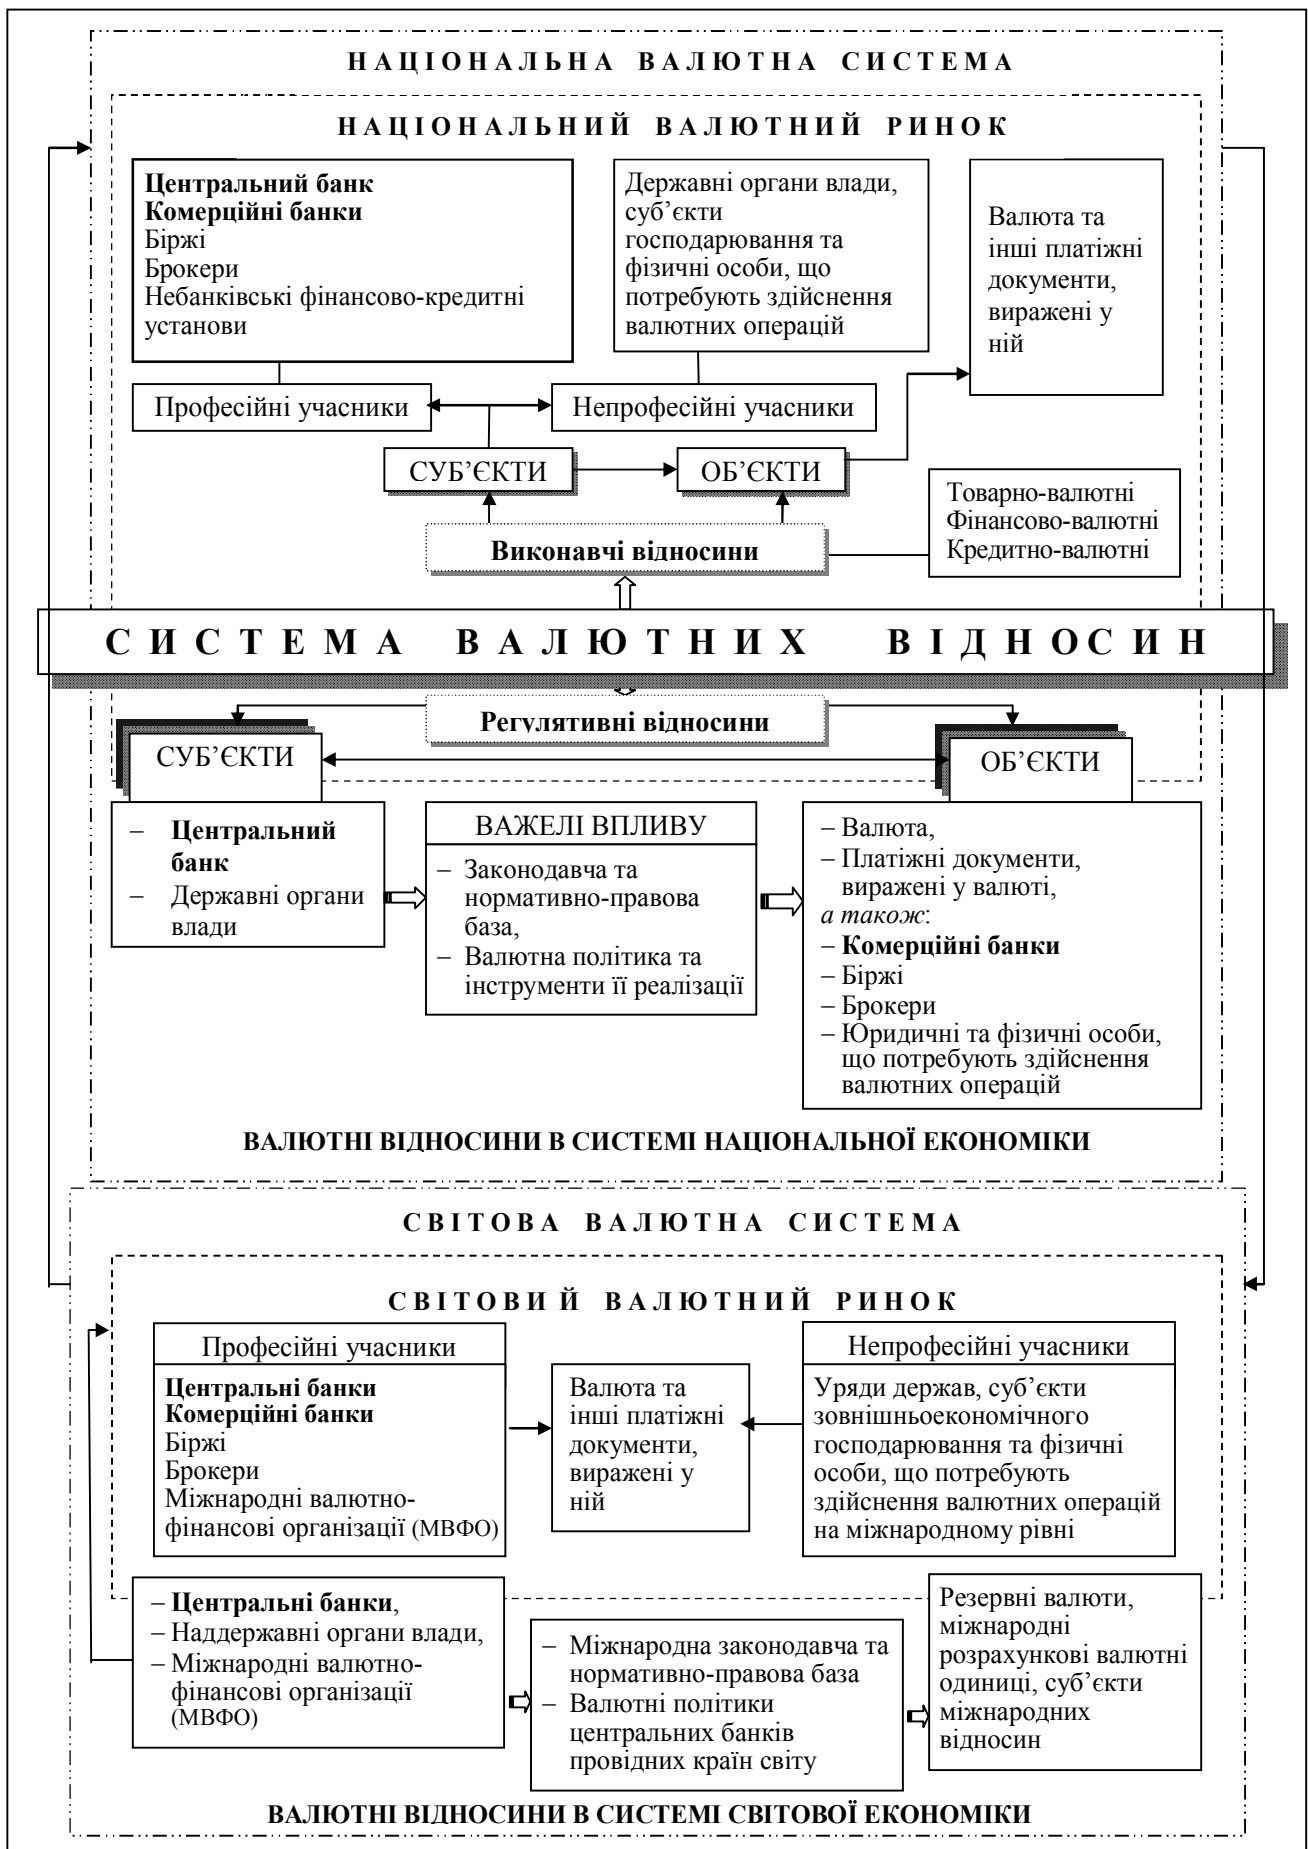 НАЦІОНАЛЬНА ВАЛЮТНА СИСТЕМА
НАЦІОНАЛЬНИЙ ВАЛЮТНИЙ РИНОК
Центральний банк
Комерційні банки
Біржі
Брокери
Небанківські фінансово-кредитні
установи
Державні органи влади,
суб’єкти
господарювання та
фізичні особи, що
потребують здійснення
валютних операцій
Валюта та
інші платіжні
документи,
виражені у
ній
Професійні учасники
Непрофесійні учасники
СУБ’ЄКТИ
ОБ’ЄКТИ
Товарно-валютні
Фінансово-валютні
Кредитно-валютні
Виконавчі відносини
СИСТЕМА ВАЛЮТНИХ ВІДНОСИН
Регулятивні відносини
СУБ’ЄКТИ
ОБ’ЄКТИ
– Центральний
банк
– Державні органи
влади
ВАЖЕЛІ ВПЛИВУ
– Законодавча та
нормативно-правова
база,
– Валютна політика та
інструменти її реалізації
– Валюта,
– Платіжні документи,
виражені у валюті,
а також:
– Комерційні банки
– Біржі
– Брокери
– Юридичні та фізичні особи,
що потребують здійснення
валютних операцій
ВАЛЮТНІ ВІДНОСИНИ В СИСТЕМІ НАЦІОНАЛЬНОЇ ЕКОНОМІКИ
СВІТОВА ВАЛЮТНА СИСТЕМА
СВІТОВИЙ ВАЛЮТНИЙ РИНОК
Професійні учасники
Центральні банки
Комерційні банки
Біржі
Брокери
Міжнародні валютно-
фінансові організації (МВФО)
Валюта та
інші платіжні
документи,
виражені у
ній
Непрофесійні учасники
Уряди держав, суб’єкти
зовнішньоекономічного
господарювання та фізичні
особи, що потребують
здійснення валютних операцій
на міжнародному рівні
– Центральні банки,
– Наддержавні органи влади,
– Міжнародні валютно-
фінансові організації
(МВФО)
– Міжнародна законодавча та
нормативно-правова база
– Валютні політики
центральних банків
провідних країн світу
Резервні валюти,
міжнародні
розрахункові валютні
одиниці, суб’єкти
міжнародних
відносин
ВАЛЮТНІ ВІДНОСИНИ В СИСТЕМІ СВІТОВОЇ ЕКОНОМІКИ